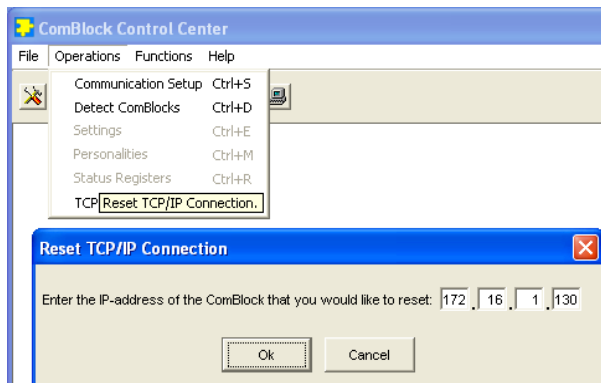 ComBlock Control Center
File Operations Functions Help
Communication Setup Ctrl+S
Detect ComBlocks Ctrl+D
Settings Ctrl+E
Personalities Ctrl+M
Status Registers Ctrl+R
TCP Reset TCP/IP Connection.
Reset TCP/IP Connection
Enter the IP-address of the ComBlock that you would like to reset: 172 . 16 . 1 . 130
Ok Cancel